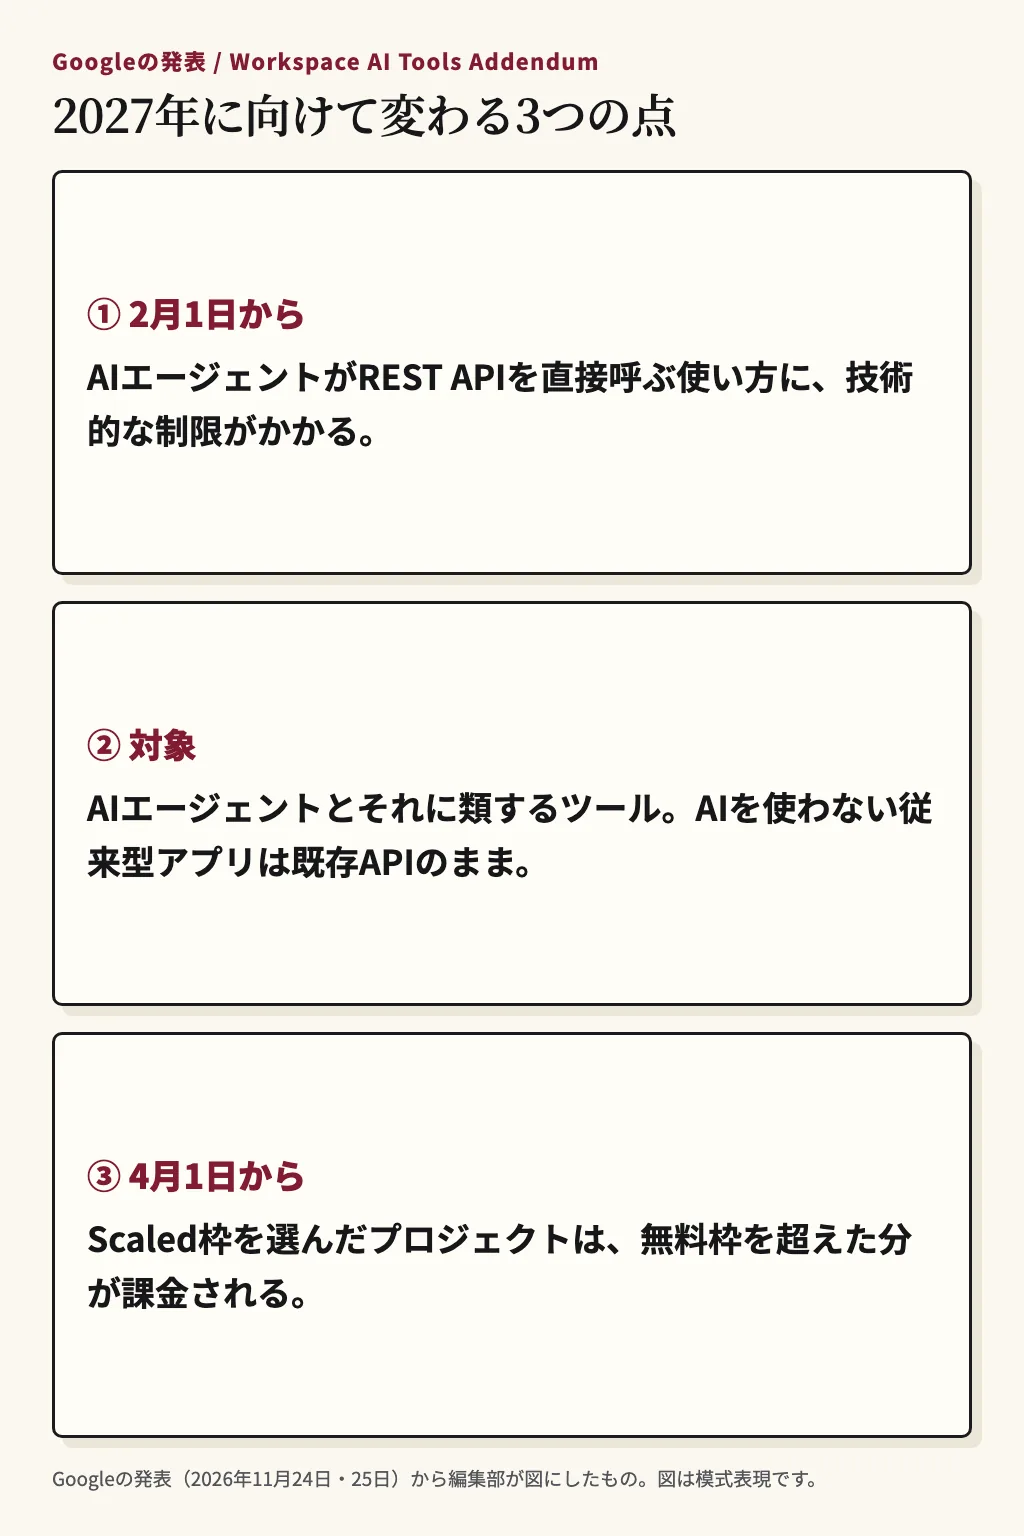 Googleの発表 / Workspace AI Tools Addendum
2027年に向けて変わる3つの点
① 2月1日から
AIエージェントがREST APIを直接呼ぶ使い方に、技術
的な制限がかかる。
② 対象
AIエージェントとそれに類するツール。AIを使わない従
来型アプリは既存APIのまま。
③ 4月1日から
Scaled枠を選んだプロジェクトは、無料枠を超えた分
が課金される。
Googleの発表（2026年11月24日・25日）から編集部が図にしたもの。図は模式表現です。